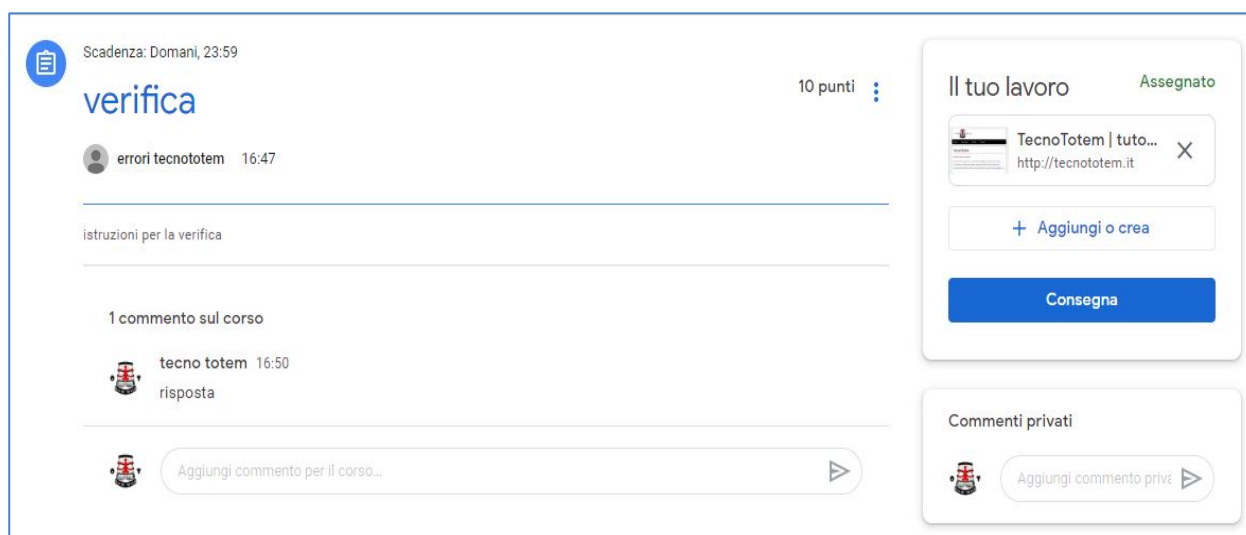 Scadenza: Domani, 23:59
verifica
10 punti
errori tecnototem 16:47
istruzioni per la verifica
1 commento sul corso
tecno totem 16:50
risposta
Aggiungi commento per il corso...
Il tuo lavoro
Assegnato
TecnoTotem | tuto...
http://tecnototem.it
+ Aggiungi o crea
Consegna
Commenti privati
Aggiungi commento priva